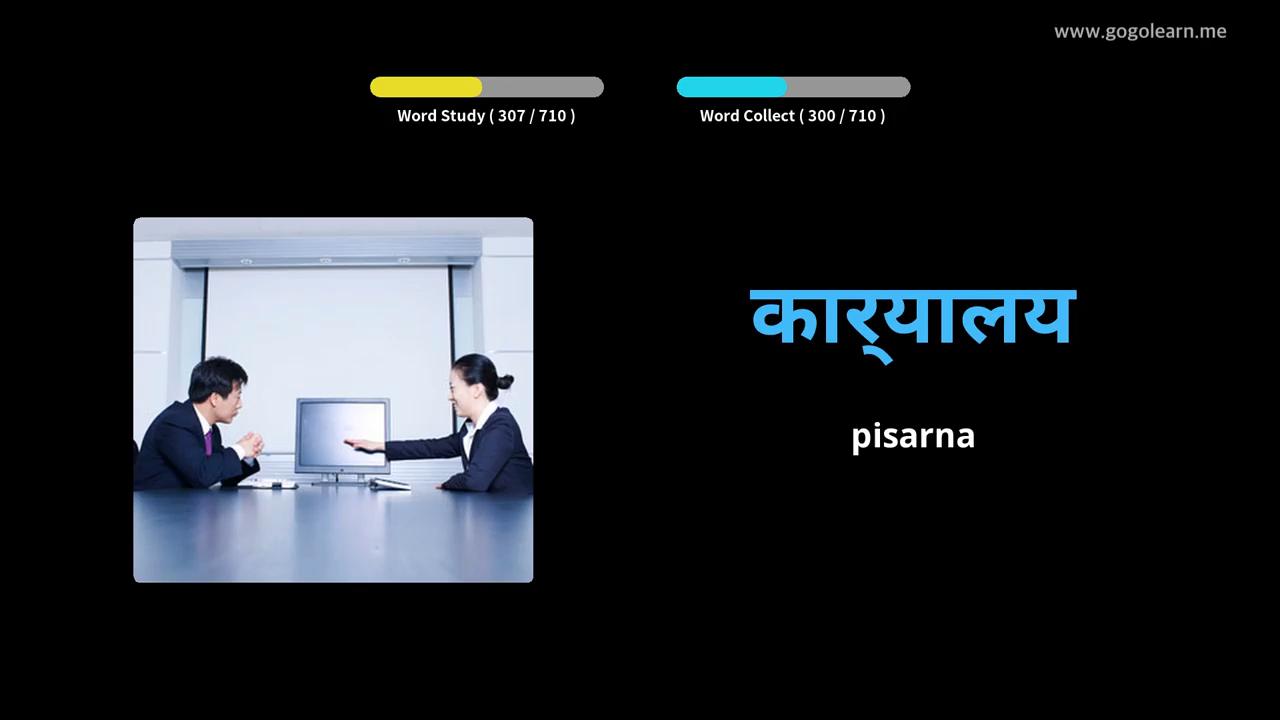 www.gogolearn.me
Word Study ( 307 / 710 )
Word Collect ( 300 / 710 )
कार्यालय
pisarna